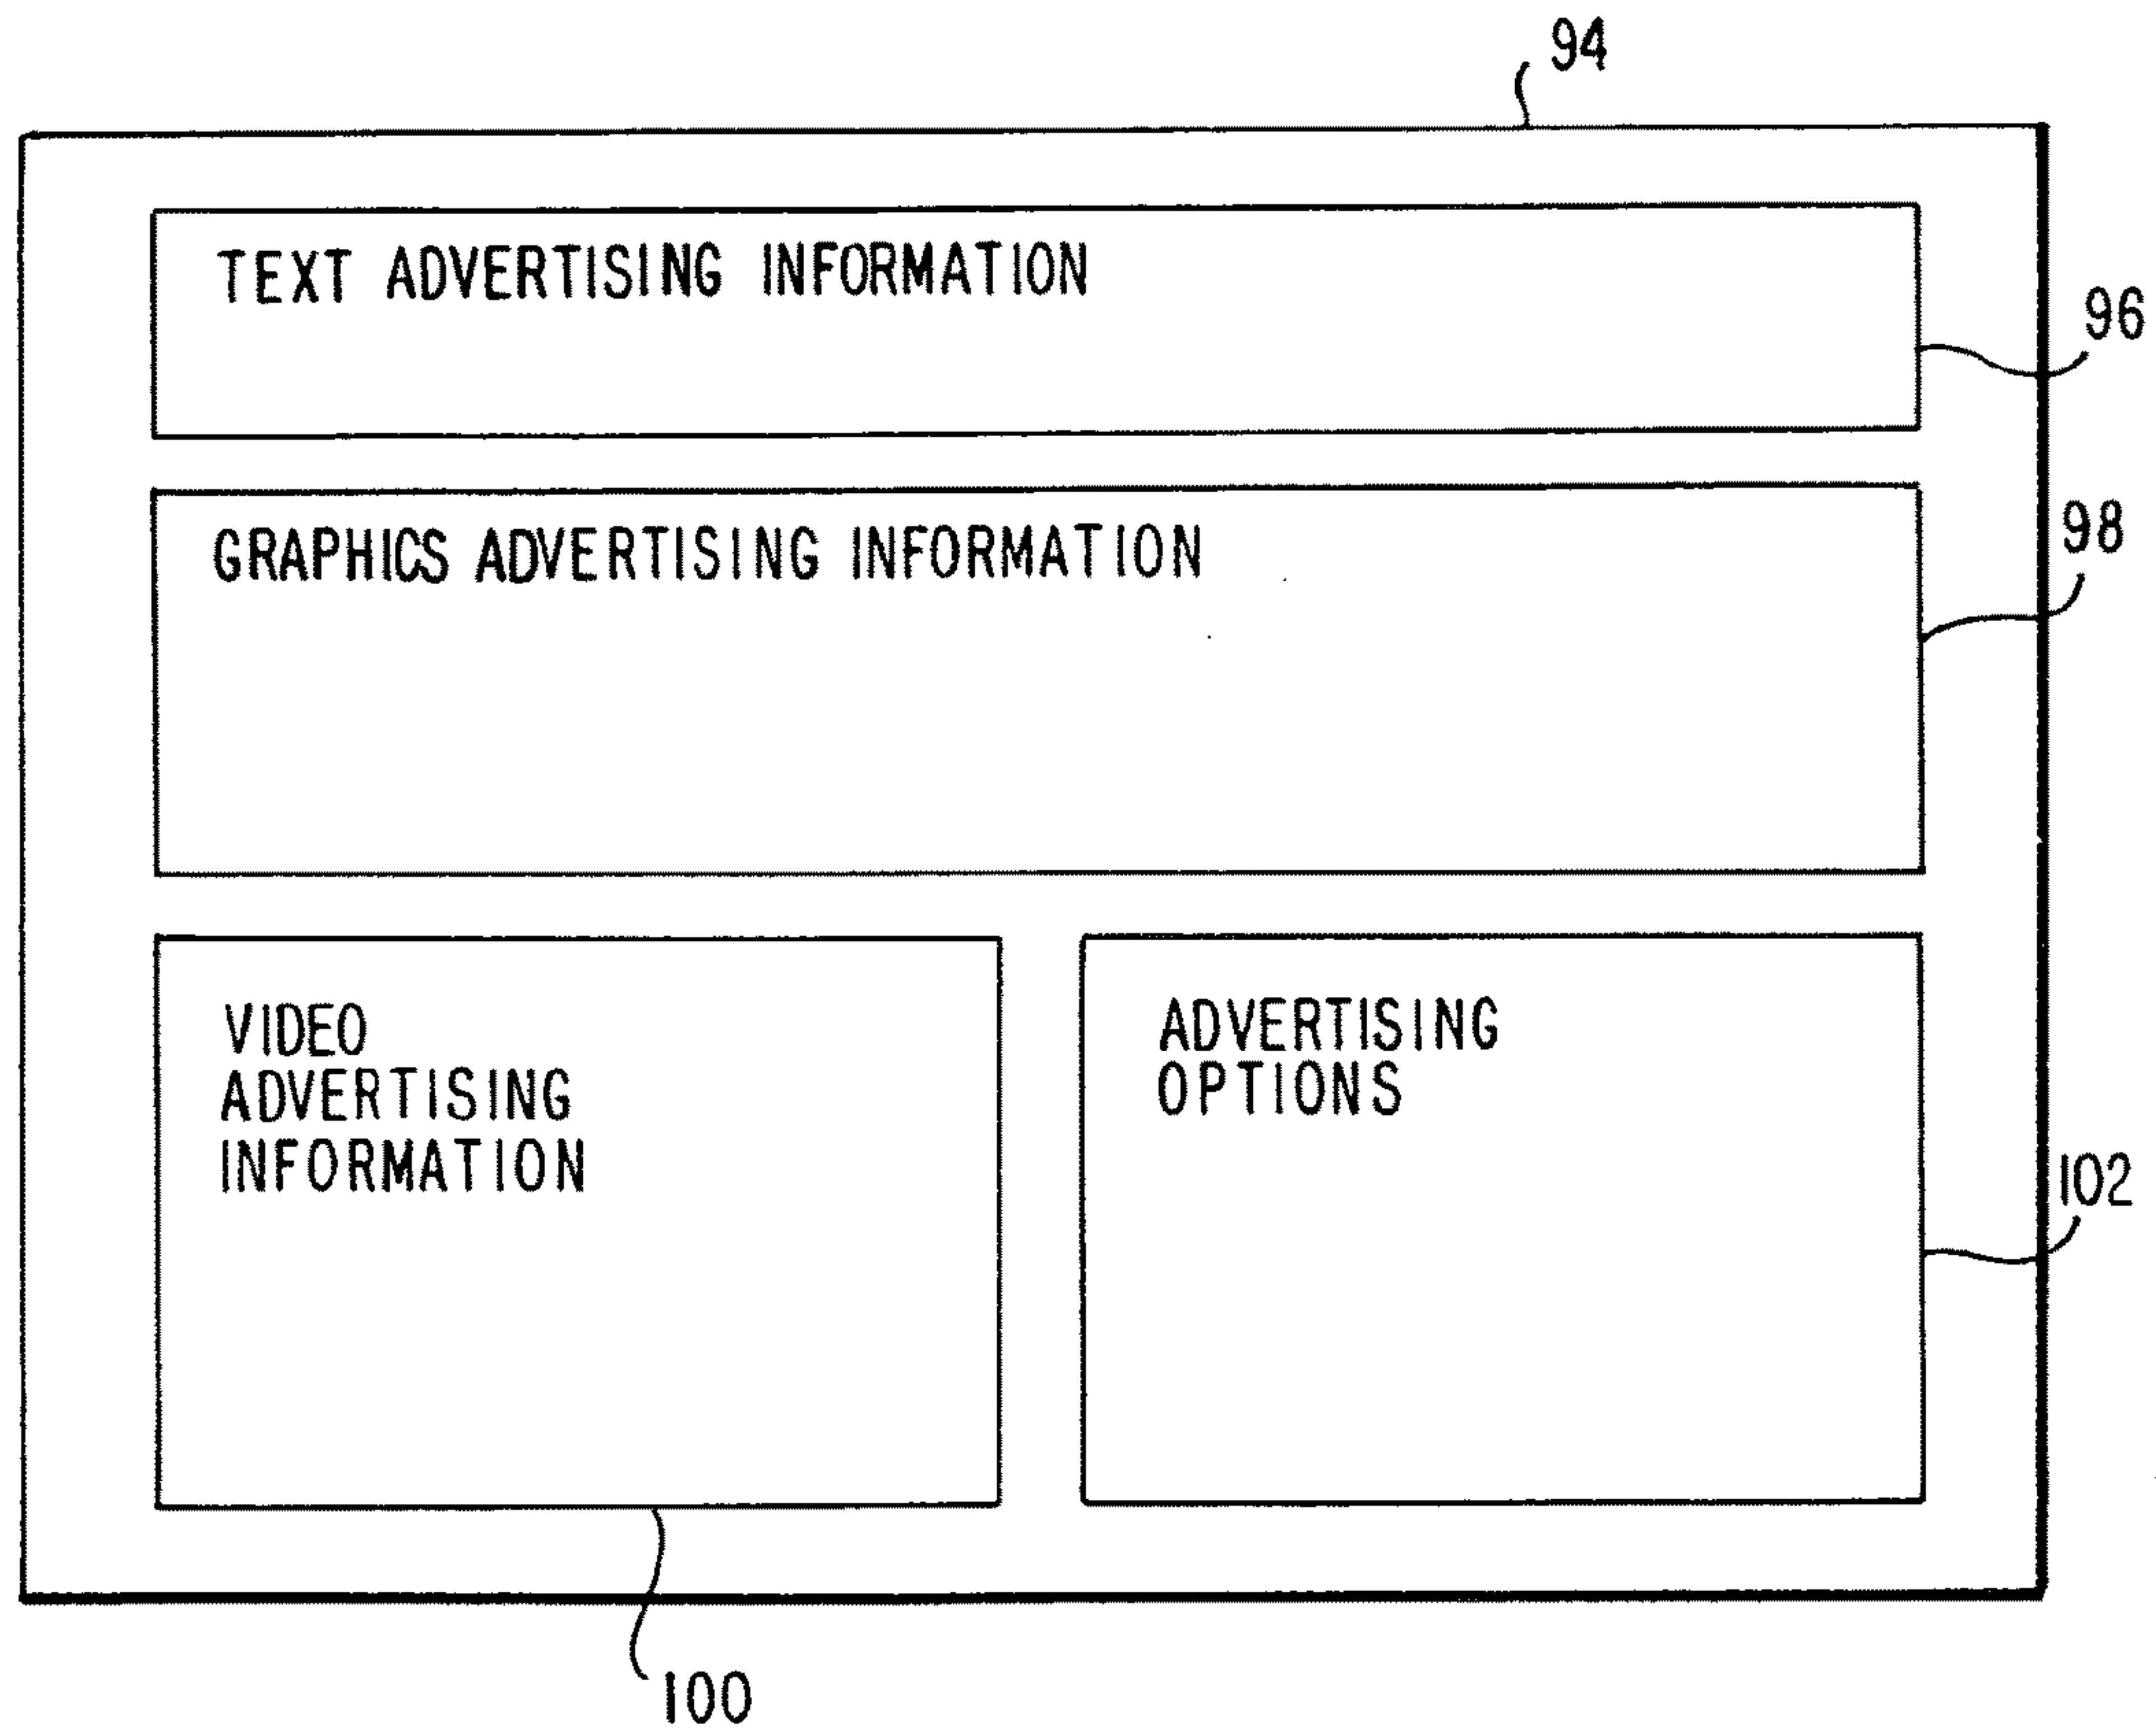 94
TEXT ADVERTISING INFORMATION
96
GRAPHICS ADVERTISING INFORMATION
98
VIDEO
ADVERTISING
INFORMATION
ADVERTISING
OPTIONS
102
100